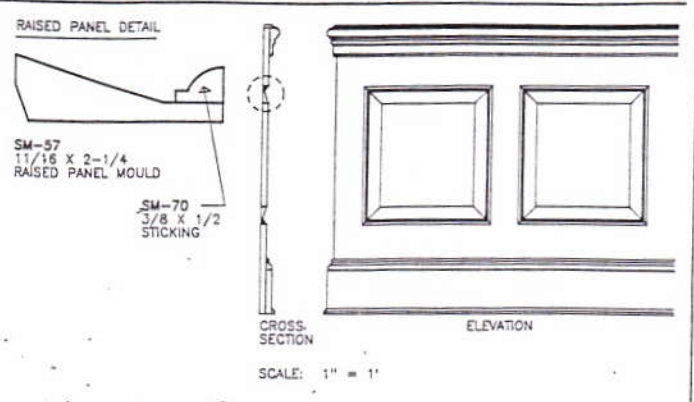 RAISED PANEL DETAIL
SM-57
11/16 X 2-1/4
RAISED PANEL MOULD
SM-70
3/8 X 1/2
STICKING
CROSS-
SECTION
ELEVATION
SCALE: 1" = 1'